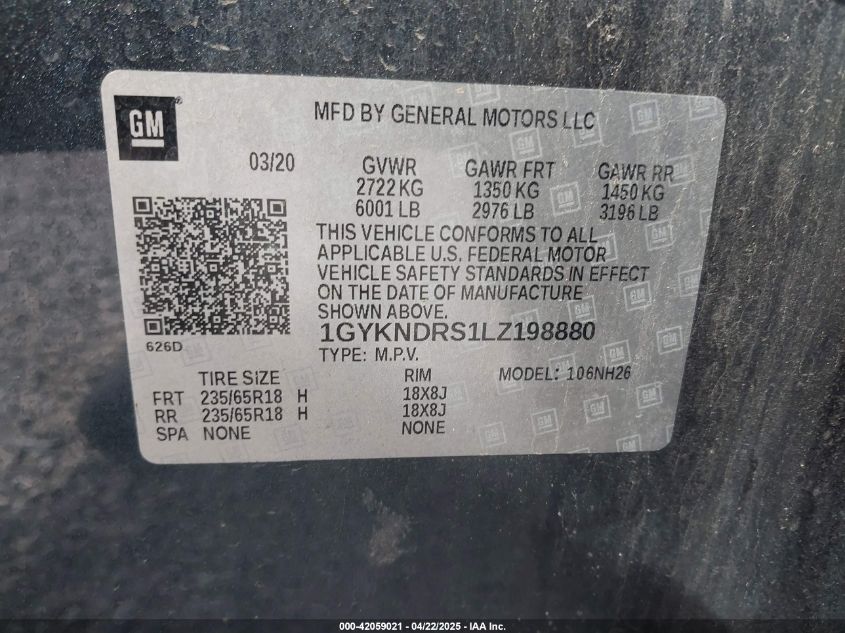 GM
MFD BY GENERAL MOTORS LLC
03/20 GVWR GAWR FRT GAWR RR
2722 KG 1350 KG 1450 KG
6001 LB 2976 LB 3196 LB
THIS VEHICLE CONFORMS TO ALL
APPLICABLE U.S. FEDERAL MOTOR
VEHICLE SAFETY STANDARDS IN EFFECT
ON THE DATE OF MANUFACTURE
SHOWN ABOVE.
626D
1GYKNDRS1LZ198880
TYPE: M.P.V. MODEL: 106NH26
TIRE SIZE RIM
FRT 235/65R18 H 18X8J
RR 235/65R18 H 18X8J
SPA NONE NONE
000-42059021 - 04/22/2025 - IAA Inc.